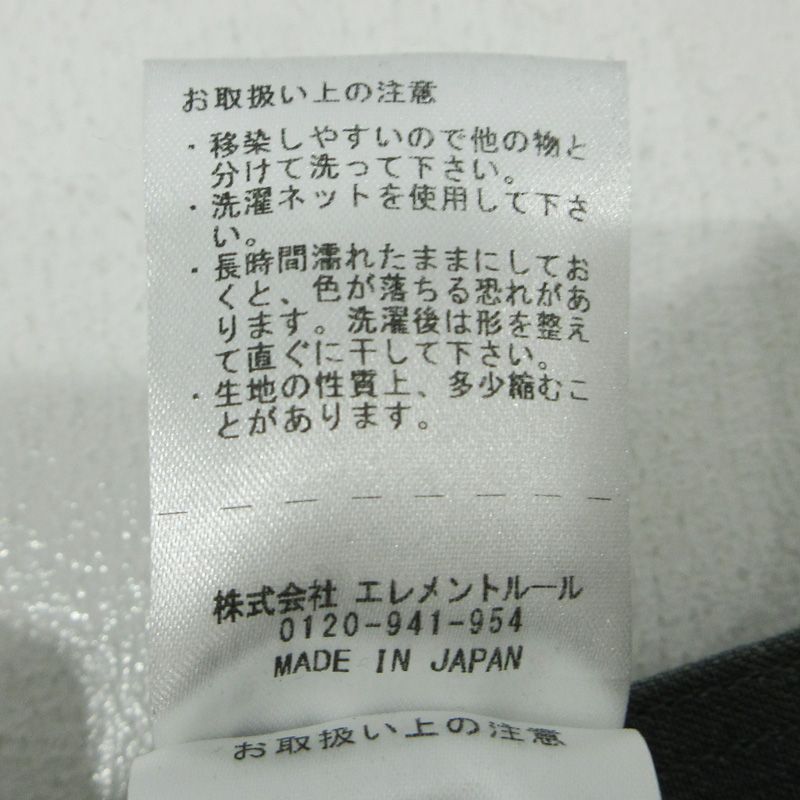 お取扱い上の注意
・移染しやすいので他の物と
分けて洗って下さい。
・洗濯ネットを使用して下さ
い。
・長時間濡れたままにしてお
くと、色が落ちる恐れがあ
ります。洗濯後は形を整え
て直ぐに干して下さい。
・生地の性質上、多少縮むこ
とがあります。
株式会社 エレメントルール
0120-941-954
MADE IN JAPAN
お取扱い上の注意